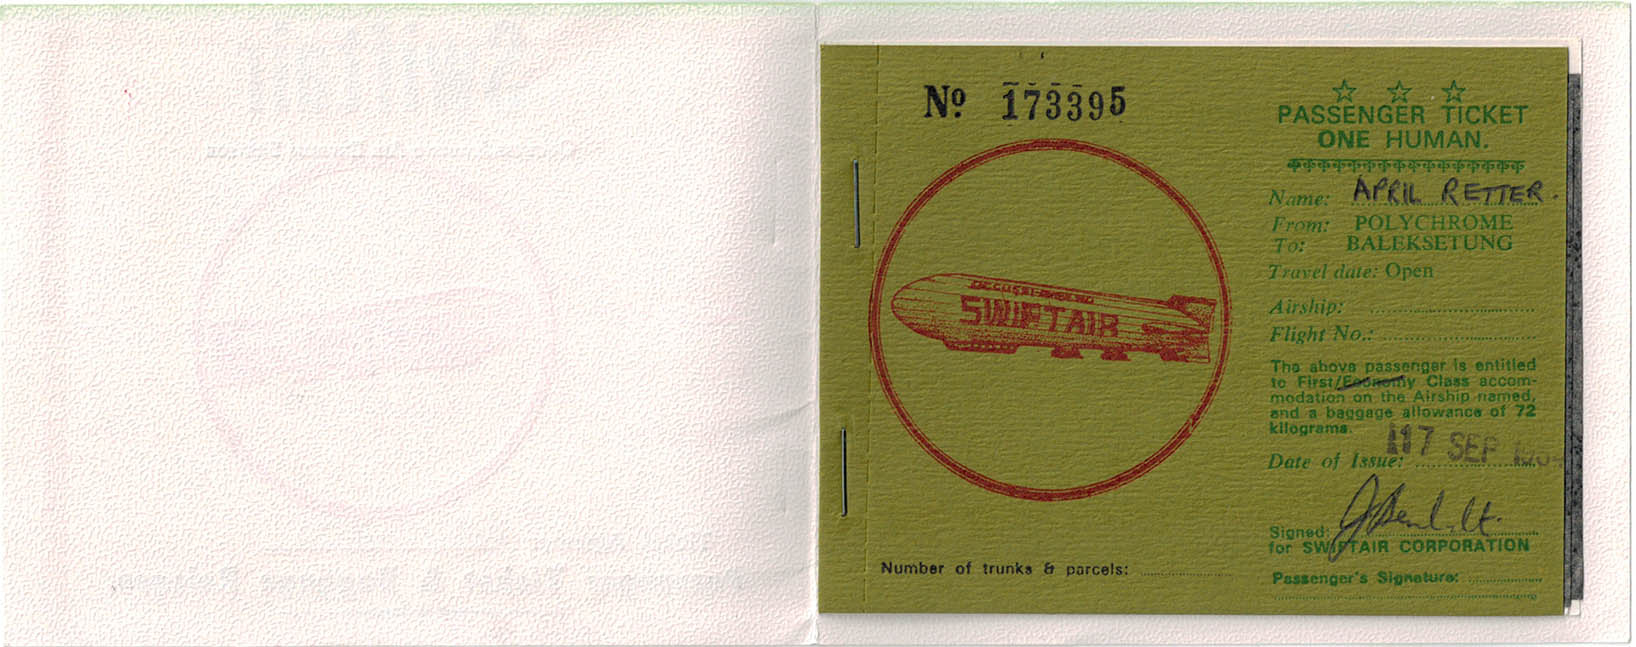 Nº 173395
PASSENGER TICKET
ONE HUMAN.
Name: APRIL RETTER.
From: POLYCHROME
To: BALEKSETUNG
Travel date: Open
Airship:
Flight No.:
The above passenger is entitled
to First/Economy Class accom-
modation on the Airship named,
and a baggage allowance of 72
kilograms.
Date of Issue: 17 SEP
Signed:
for SWIFTAIR CORPORATION
Passenger's Signature:
SWIFTAIR
Number of trunks & parcels: